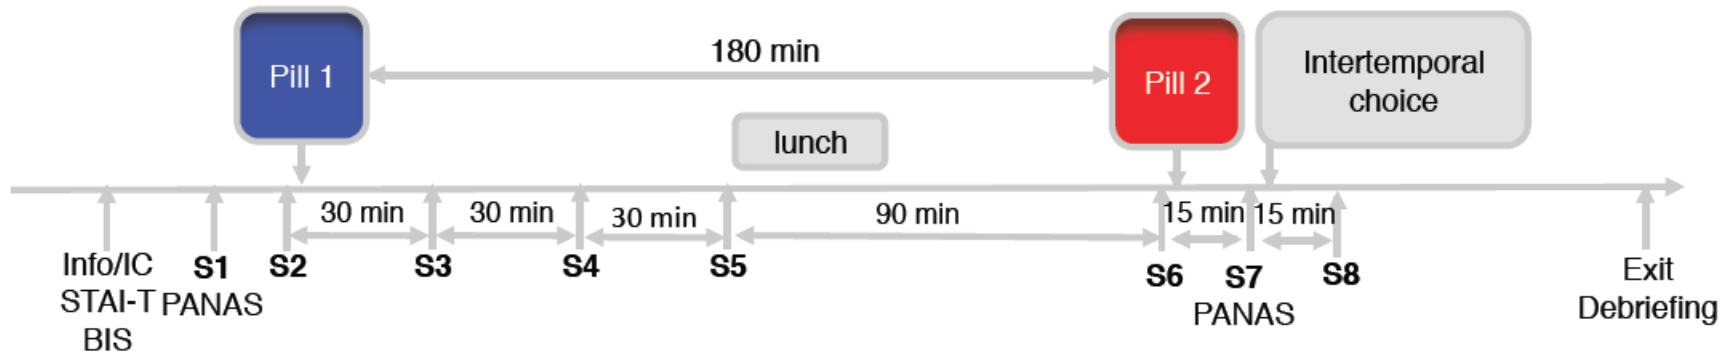 Pill 1
180 min
Pill 2
Intertemporal
choice
lunch
30 min
30 min
30 min
90 min
15 min
15 min
Info/IC
STAI-T
BIS
S1
PANAS
S2
S3
S4
S5
S6
S7
PANAS
S8
Exit
Debriefing